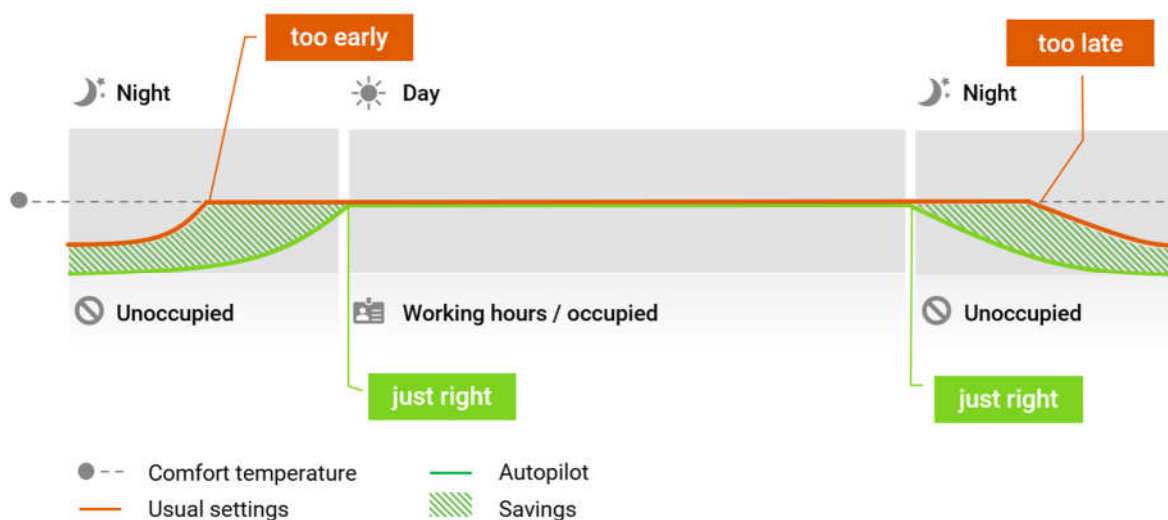 too early
too late
Night
Day
Night
Unoccupied
Working hours / occupied
Unoccupied
just right
just right
Comfort temperature
Autopilot
Usual settings
Savings